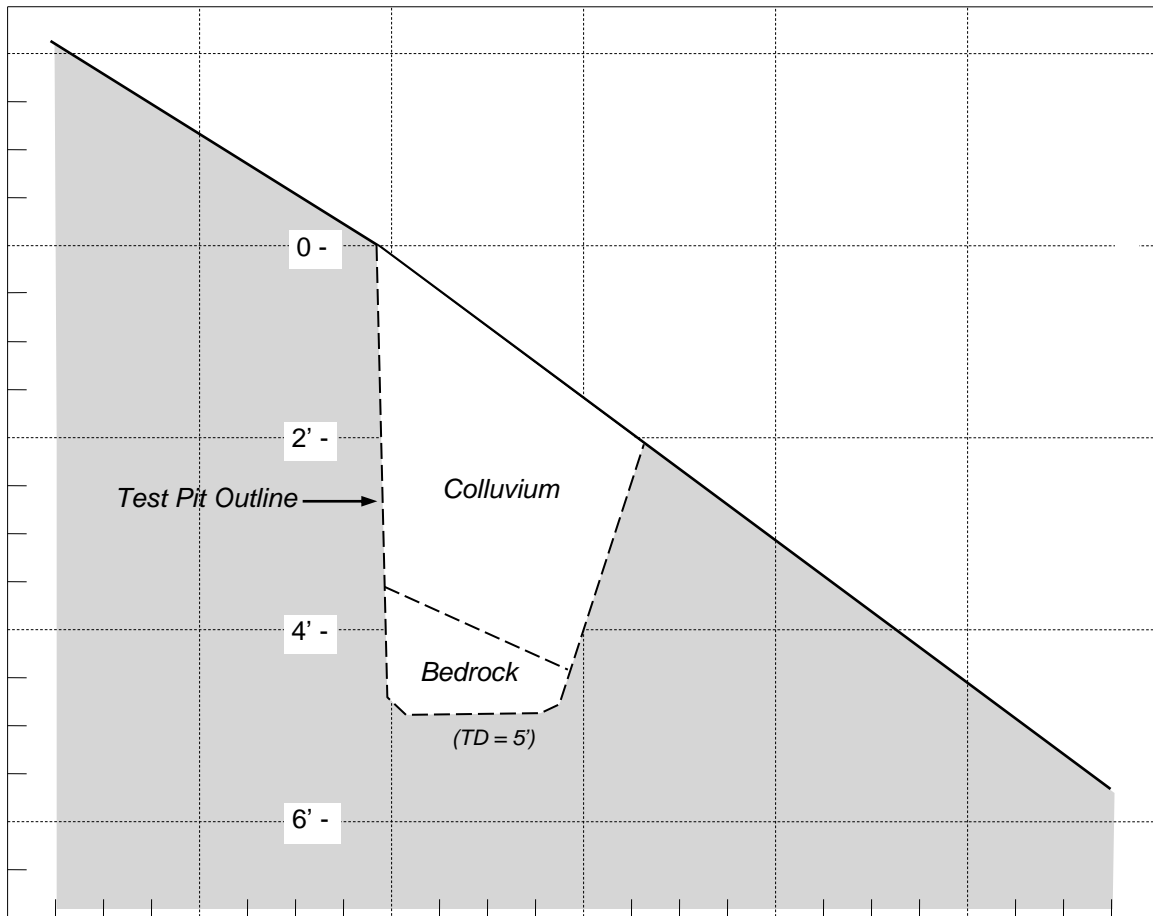 0 -
2’ -
Colluvium
Test Pit Outline
4’ -
Bedrock
(TD = 5’)
6’ -